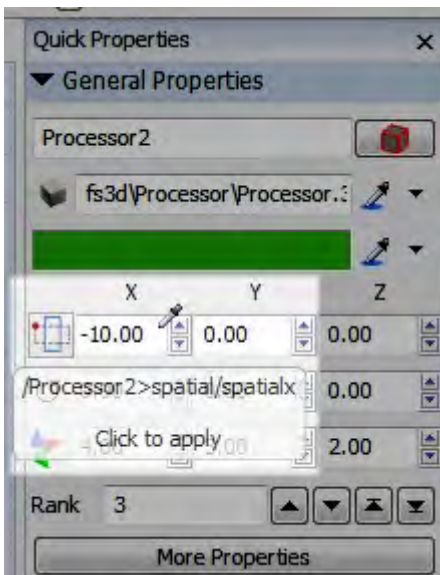 Quick Properties
General Properties
Processor2
fs3d\Processor\Processor.3
X Y Z
-10.00 0.00 0.00
/Processor2>spatial/spatialx 0.00
Click to apply 2.00
Rank 3
More Properties